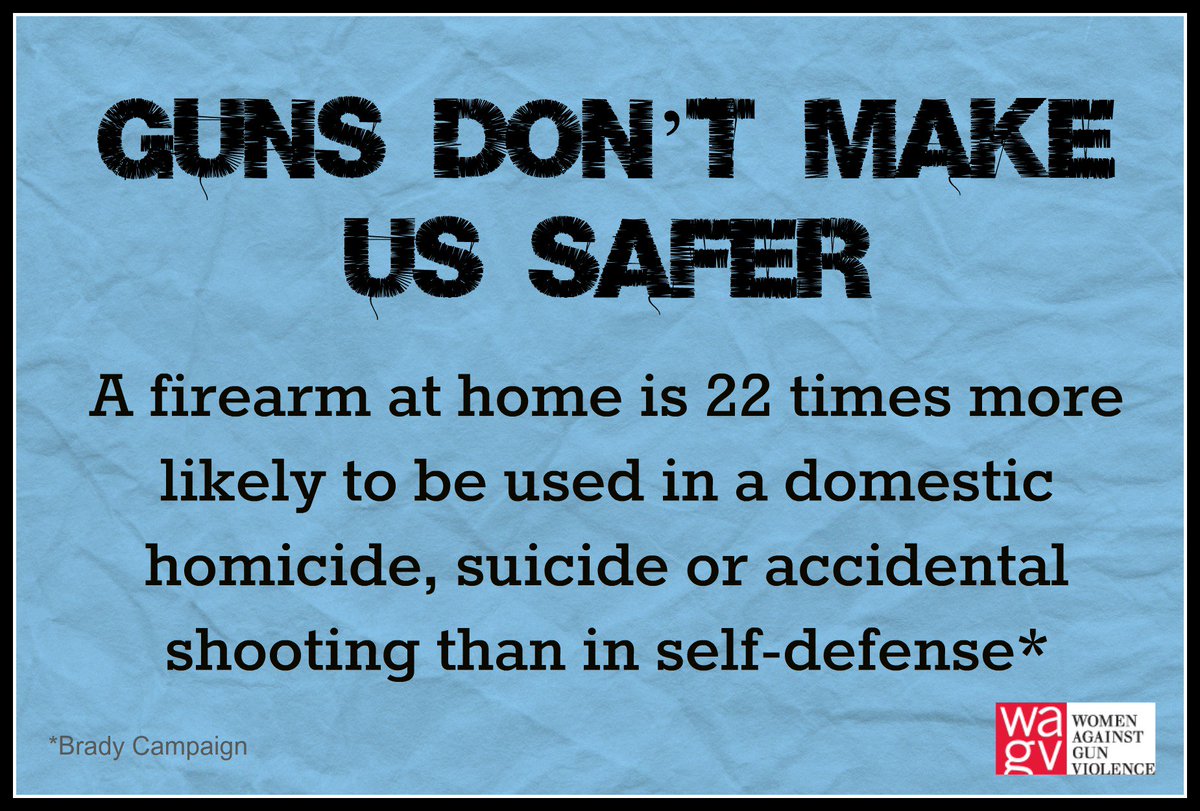 GUNS DON'T MAKE
US SAFER
A firearm at home is 22 times more
likely to be used in a domestic
homicide, suicide or accidental
shooting than in self-defense*
*Brady Campaign
wa
gv
WOMEN
AGAINST
GUN
VIOLENCE